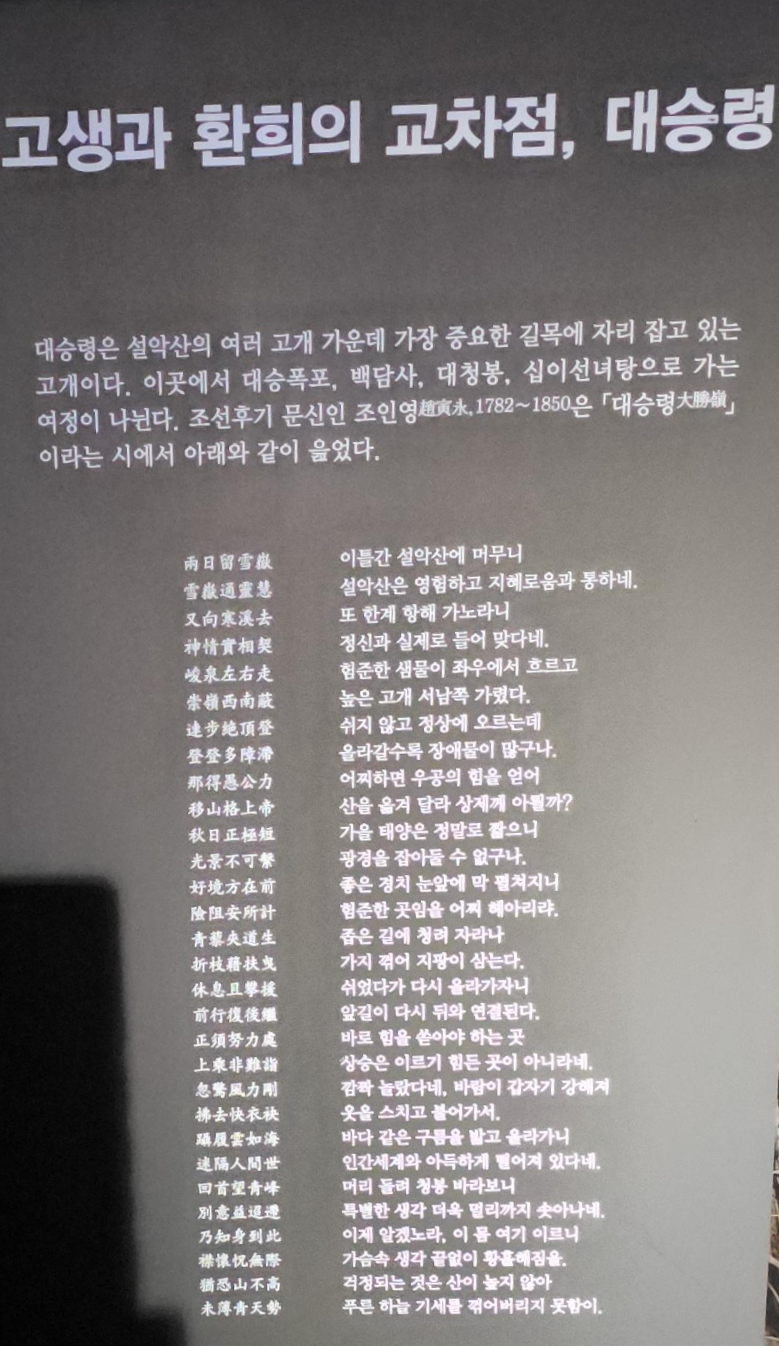 고생과 환희의 교차점, 대승령
대승령은 설악산의 여러 고개 가운데 가장 중요한 길목에 자리 잡고 있는
고개이다. 이곳에서 대승폭포, 백담사, 대청봉, 십이선녀탕으로 가는
여정이 나뉜다. 조선후기 문신인 조인영趙寅永, 1782~1850은 「대승령大勝嶺」
이라는 시에서 아래와 같이 읊었다.
兩日留雪嶽 이틀간 설악산에 머무니
雪嶽通靈慧 설악산은 영험하고 지혜로움과 통하네.
又向寒溪去 또 한계 향해 가노라니
神情實相契 정신과 실제로 들어 맞다네.
峻泉左右走 험준한 샘물이 좌우에서 흐르고
崇嶺西南蔽 높은 고개 서남쪽 가렸다.
連步絶頂登 쉬지 않고 정상에 오르는데
登登多障滯 올라갈수록 장애물이 많구나.
那得愚公力 어찌하면 우공의 힘을 얻어
移山格上帝 산을 옮겨 달라 상제께 아뢸까?
秋日正極短 가을 태양은 정말로 짧으니
光景不可繫 광경을 잡아둘 수 없구나.
好境方在前 좋은 경치 눈앞에 막 펼쳐지니
險阻安所計 험준한 곳임을 어찌 헤아리랴.
青藜夾道生 좁은 길에 청려 자라나
折枝藉扶曳 가지 꺾어 지팡이 삼는다.
休息且攀援 쉬었다가 다시 올라가자니
前行復後繼 앞길이 다시 뒤와 연결된다.
正須努力處 바로 힘을 쏟아야 하는 곳
上乘非難詣 상승은 이르기 힘든 곳이 아니라네.
忽驚風力剛 깜짝 놀랐다네, 바람이 갑자기 강해져
拂去快衣袂 옷을 스치고 불어가서.
躡履雲如海 바다 같은 구름을 밟고 올라가니
迷隔人間世 인간세계와 아득하게 떨어져 있다네.
回首望青峰 머리 돌려 청봉 바라보니
別意益迢遰 특별한 생각 더욱 멀리까지 솟아나네.
乃知身到此 이제 알겠노라, 이 몸 여기 이르니
襟懷怳無際 가슴속 생각 끝없이 황홀해짐을.
猶恐山不高 걱정되는 것은 산이 높지 않아
未薄青天勢 푸른 하늘 기세를 꺾어버리지 못함이.